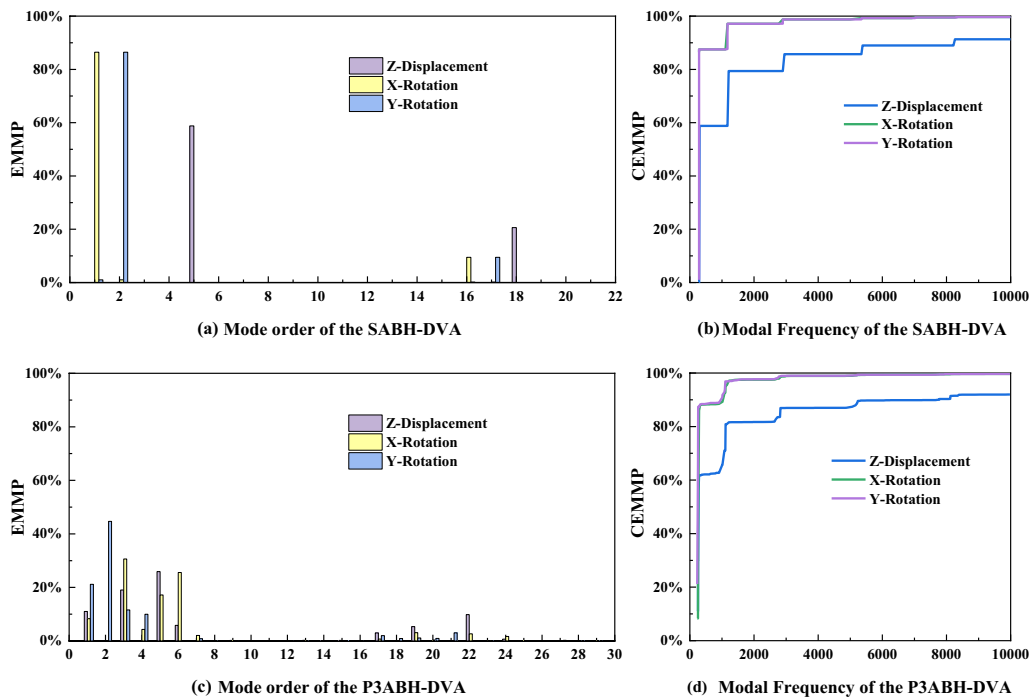 100%
80%
60%
40%
20%
0%
EMMP
Z-Displacement
X-Rotation
Y-Rotation
0 2 4 6 8 10 12 14 16 18 20 22
(a) Mode order of the SABH-DVA
100%
80%
60%
40%
20%
0%
CEMMP
Z-Displacement
X-Rotation
Y-Rotation
0 2000 4000 6000 8000 10000
(b) Modal Frequency of the SABH-DVA
100%
80%
60%
40%
20%
0%
EMMP
Z-Displacement
X-Rotation
Y-Rotation
0 2 4 6 8 10 12 14 16 18 20 22 24 26 28 30
(c) Mode order of the P3ABH-DVA
100%
80%
60%
40%
20%
0%
CEMMP
Z-Displacement
X-Rotation
Y-Rotation
0 2000 4000 6000 8000 10000
(d) Modal Frequency of the P3ABH-DVA